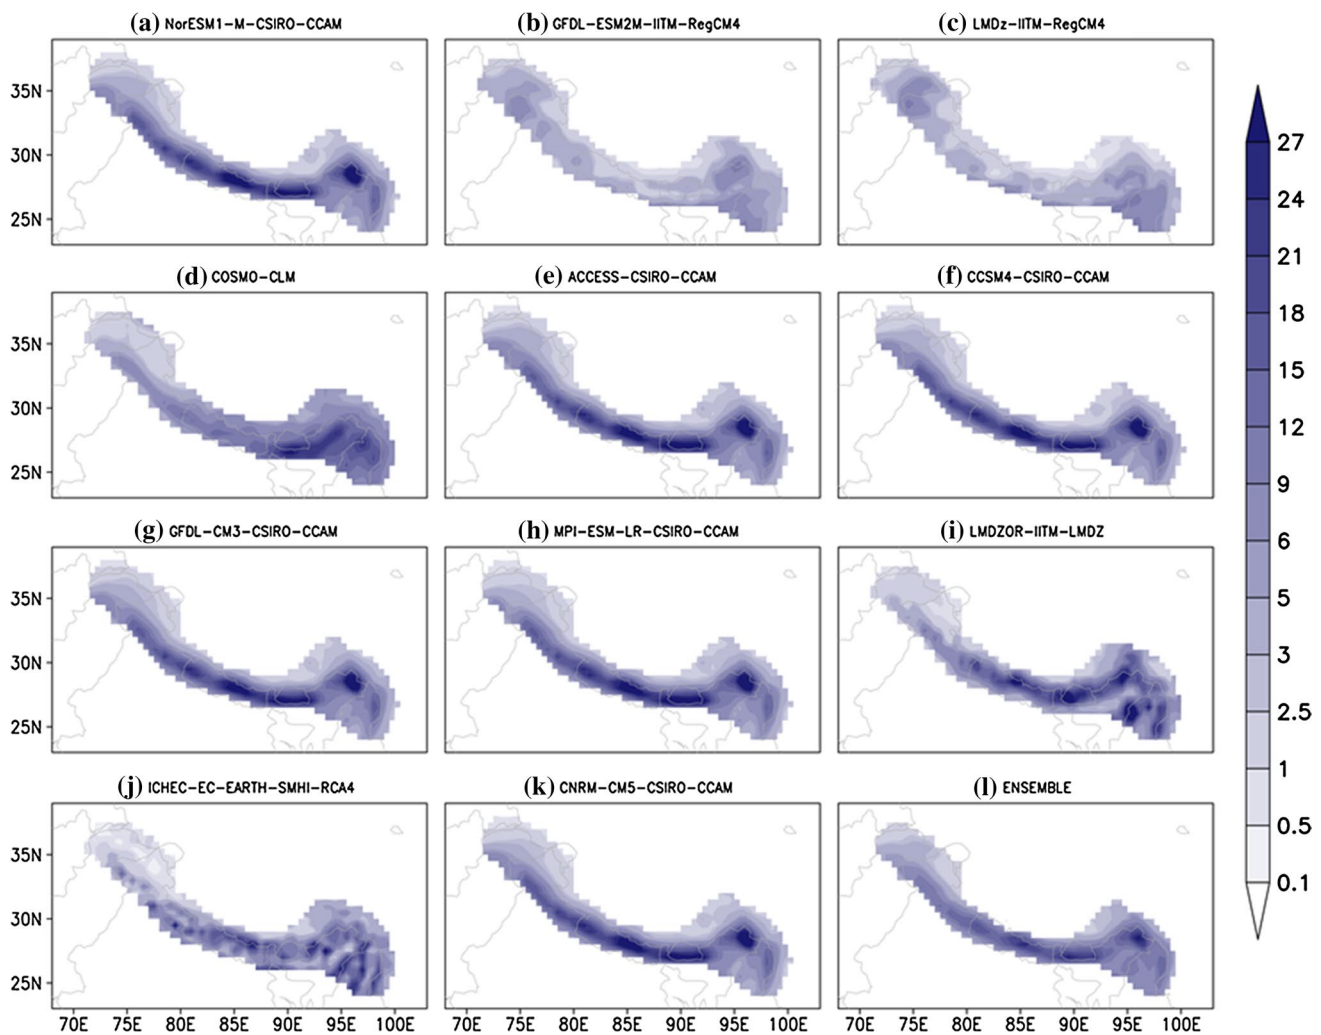 (a) NorESM1-M-CSIRO-CCAM
(b) GFDL-ESM2M-IITM-RegCM4
(c) LMDz-IITM-RegCM4
35N
30N
25N
(d) COSMO-CLM
(e) ACCESS-CSIRO-CCAM
(f) CCSM4-CSIRO-CCAM
35N
30N
25N
(g) GFDL-CM3-CSIRO-CCAM
(h) MPI-ESM-LR-CSIRO-CCAM
(i) LMDZOR-IITM-LMDZ
35N
30N
25N
(j) ICHEC-EC-EARTH-SMHI-RCA4
(k) CNRM-CM5-CSIRO-CCAM
(l) ENSEMBLE
35N
30N
25N
70E 75E 80E 85E 90E 95E 100E
70E 75E 80E 85E 90E 95E 100E
70E 75E 80E 85E 90E 95E 100E
27
24
21
18
15
12
9
6
5
3
2.5
1
0.5
0.1